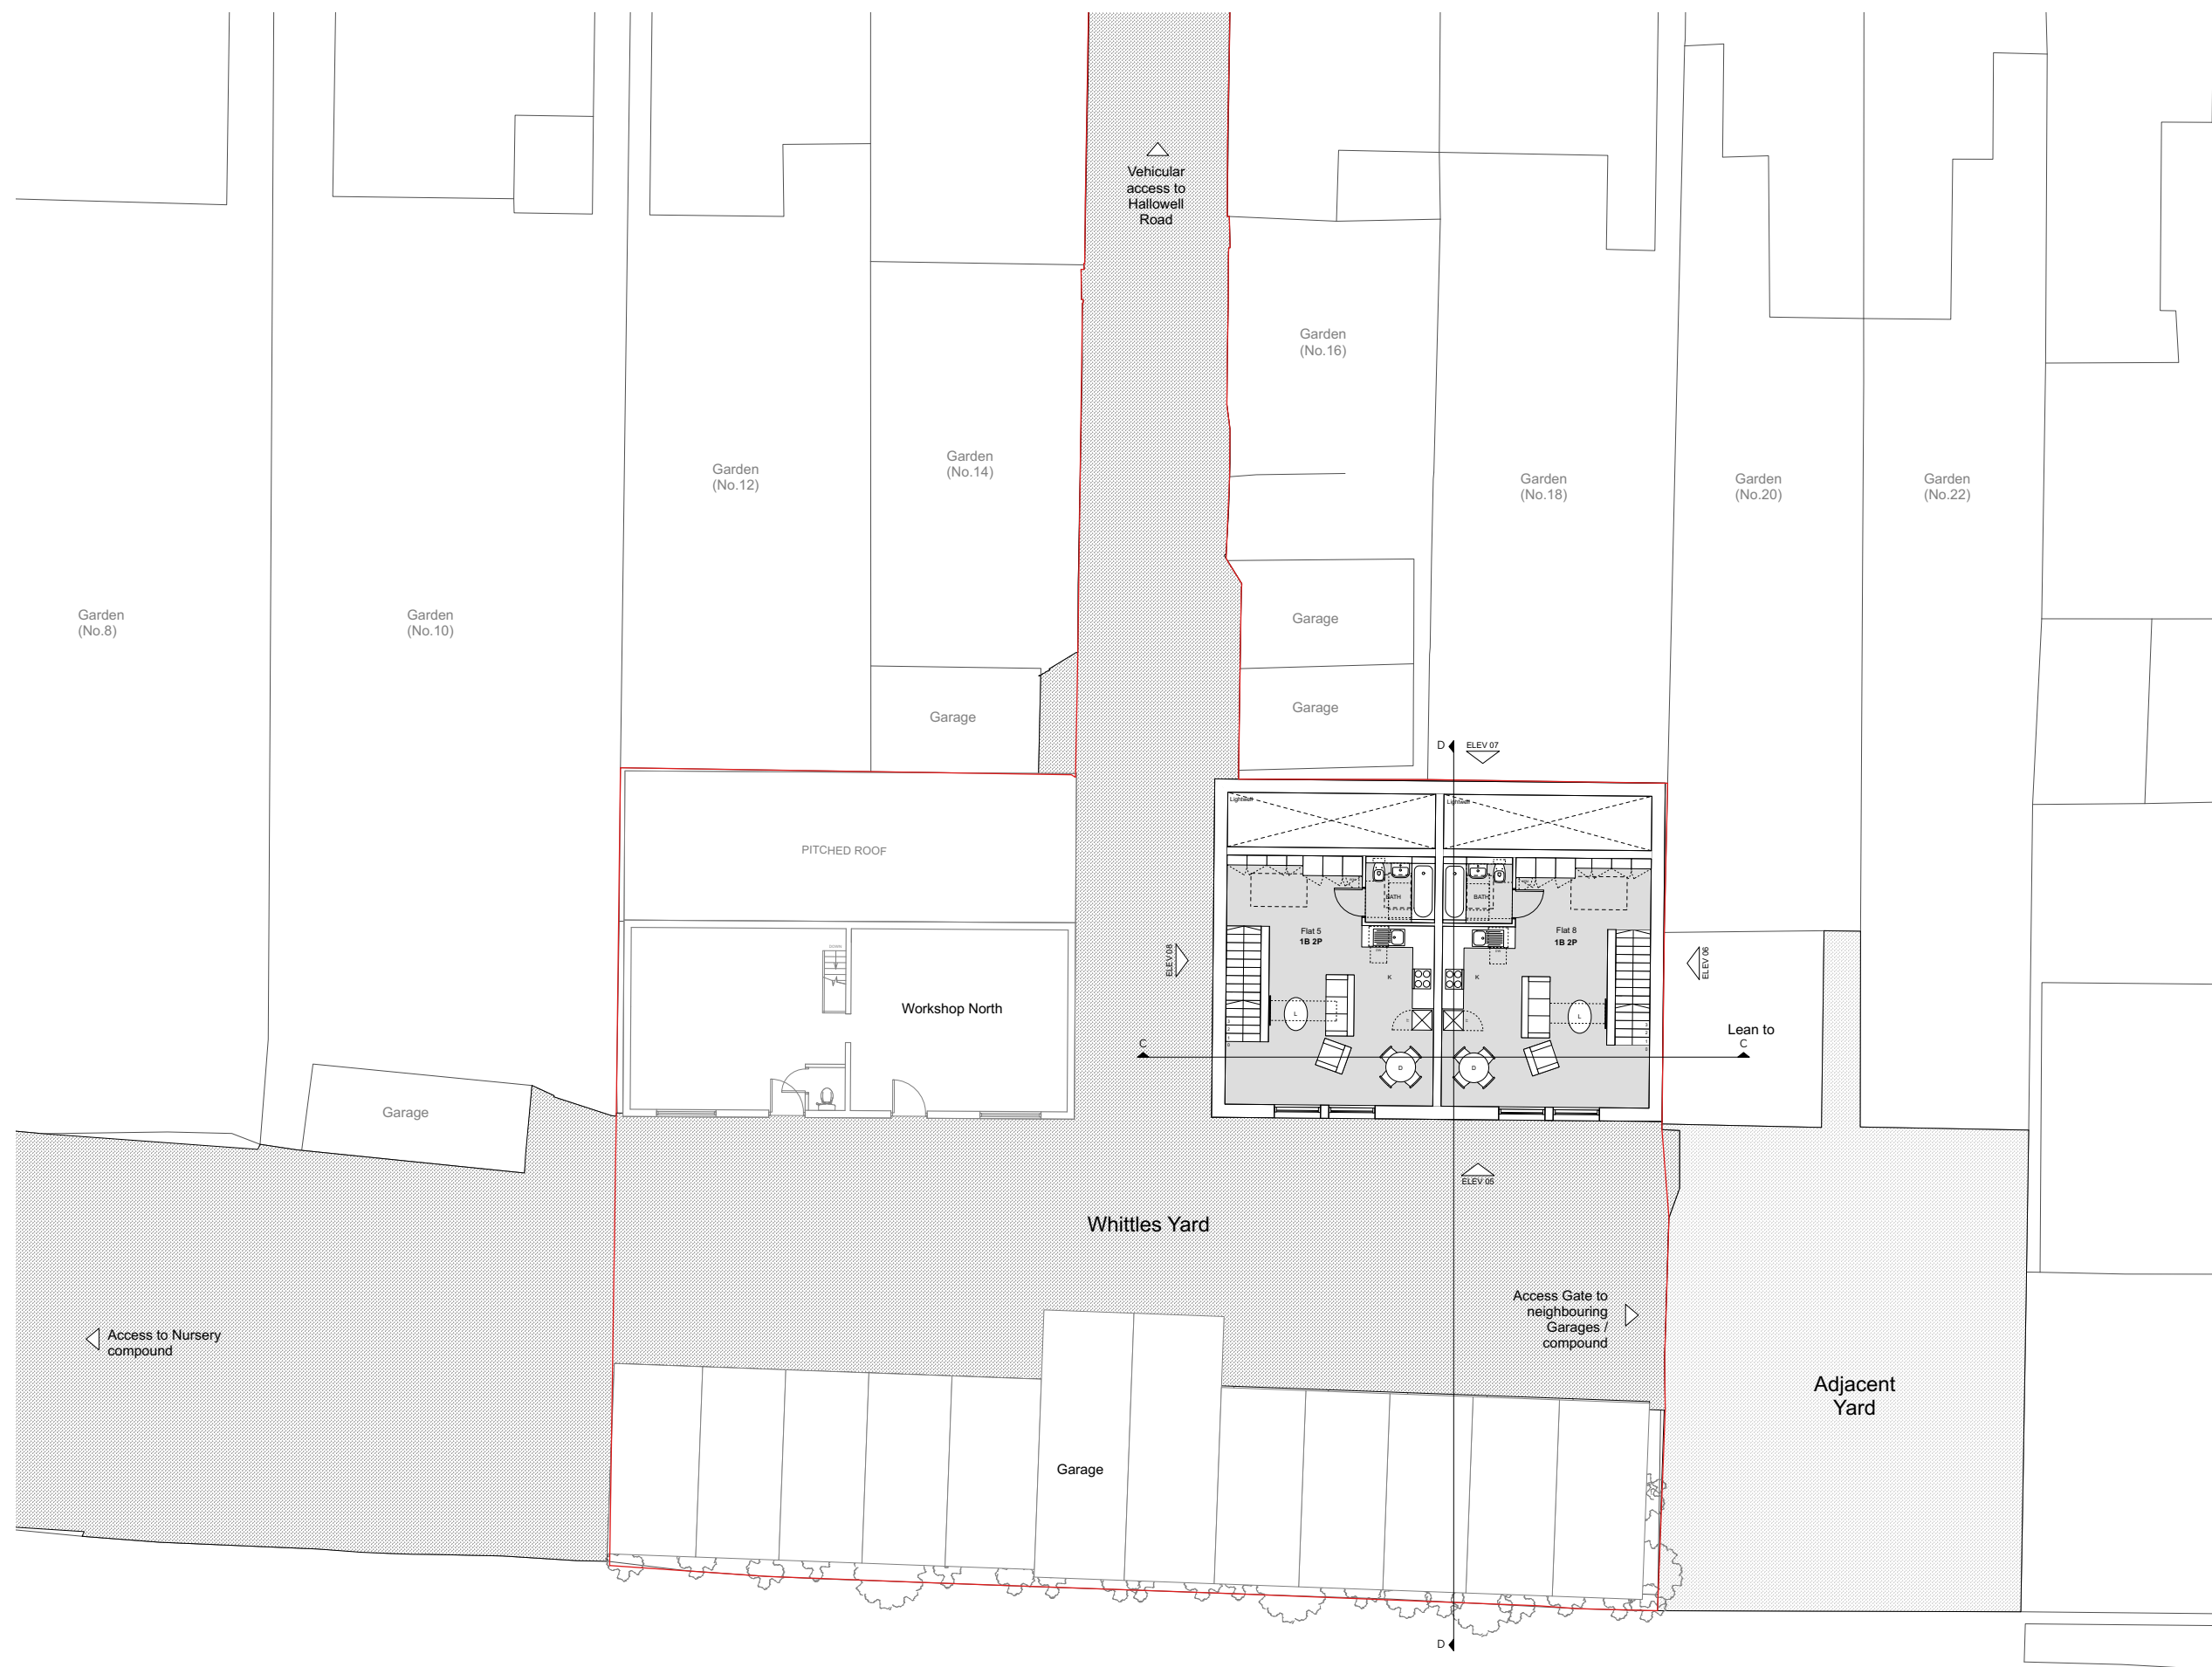 Vehicular
access to
Hallowell
Road
Garden
(No.16)
Garden
(No.12)
Garden
(No.14)
Garden
(No.18)
Garden
(No.20)
Garden
(No.22)
Garden
(No.8)
Garden
(No.10)
Garage
Garage
Garage
D
ELEV 07
Lightwell
Lightwell
PITCHED ROOF
BATH
BATH
Flat 5
1B 2P
Flat 8
1B 2P
ELEV 08
ELEV 06
DOWN
K
K
Workshop North
L
L
Lean to
C
C
D
D
Garage
ELEV 05
Whittles Yard
Access Gate to
neighbouring
Garages /
compound
Access to Nursery
compound
Adjacent
Yard
Garage
D